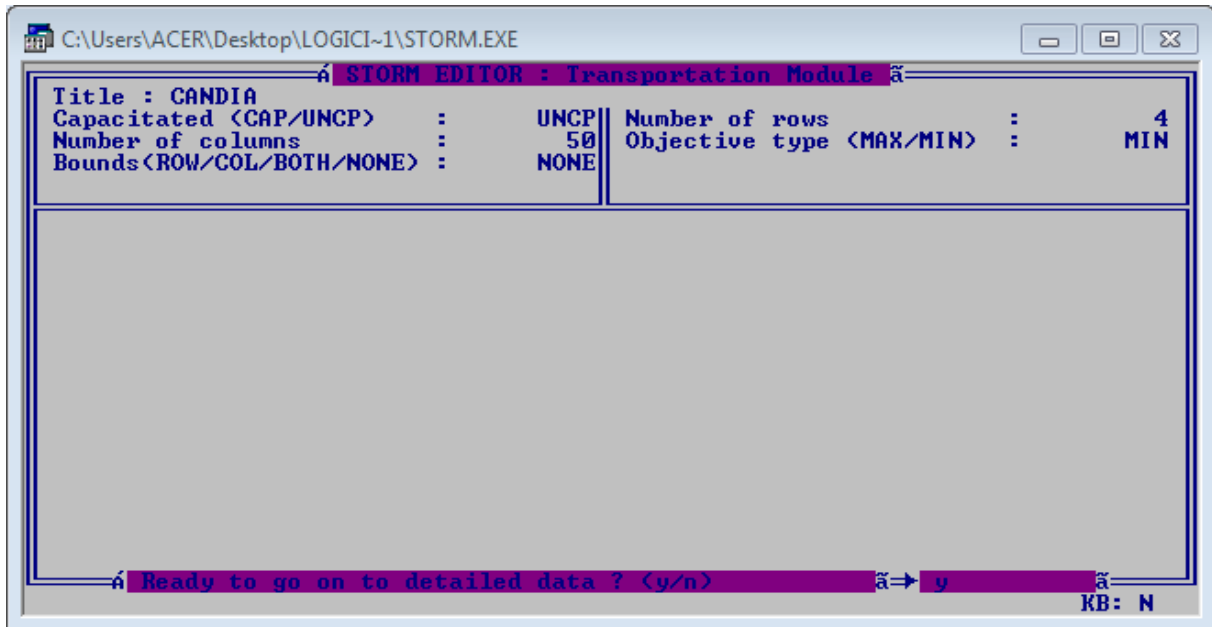 C:\Users\ACER\Desktop\LOGICI~1\STORM.EXE
á STORM EDITOR : Transportation Module ã
Title : CANDIA
Capacitated (CAP/UNCP) : UNCP Number of rows : 4
Number of columns : 50 Objective type (MAX/MIN) : MIN
Bounds(ROW/COL/BOTH/NONE) : NONE
á Ready to go on to detailed data ? (y/n) ã→ y ã
KB: N